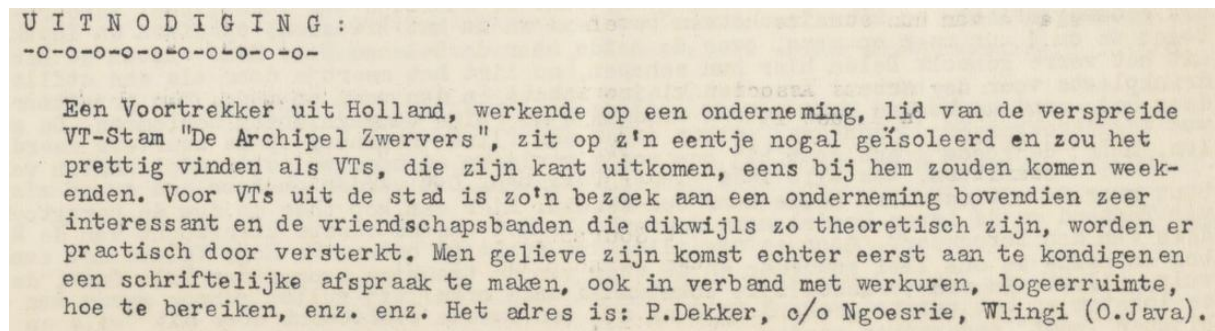 U I T N O D I G I N G :
-o-o-o-o-o-o-o-o-o-o-
Een Voortrekker uit Holland, werkende op een onderneming, lid van de verspreide
VT-Stam "De Archipel Zwervers", zit op z'n eentje nogal geïsoleerd en zou het
prettig vinden als VTs, die zijn kant uitkomen, eens bij hem zouden komen week-
enden. Voor VTs uit de stad is zo'n bezoek aan een onderneming bovendien zeer
interessant en de vriendschapsbanden die dikwijls zo theoretisch zijn, worden er
practisch door versterkt. Men gelieve zijn komst echter eerst aan te kondigen en
een schriftelijke afspraak te maken, ook in verband met werkuren, logeerruimte,
hoe te bereiken, enz. enz. Het adres is: P.Dekker, c/o Ngoesrie, Wlingi (O.Java).